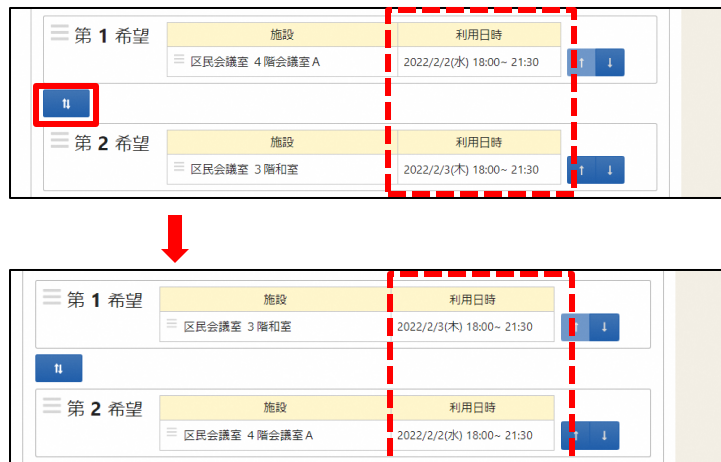 第 1 希望
施設 利用日時
区民会議室 4階会議室A 2022/2/2(水) 18:00~ 21:30 ↑ ↓
⇅
第 2 希望
施設 利用日時
区民会議室 3階和室 2022/2/3(木) 18:00~ 21:30 ↑ ↓
第 1 希望
施設 利用日時
区民会議室 3階和室 2022/2/3(木) 18:00~ 21:30 ↑ ↓
⇅
第 2 希望
施設 利用日時
区民会議室 4階会議室A 2022/2/2(水) 18:00~ 21:30 ↑ ↓